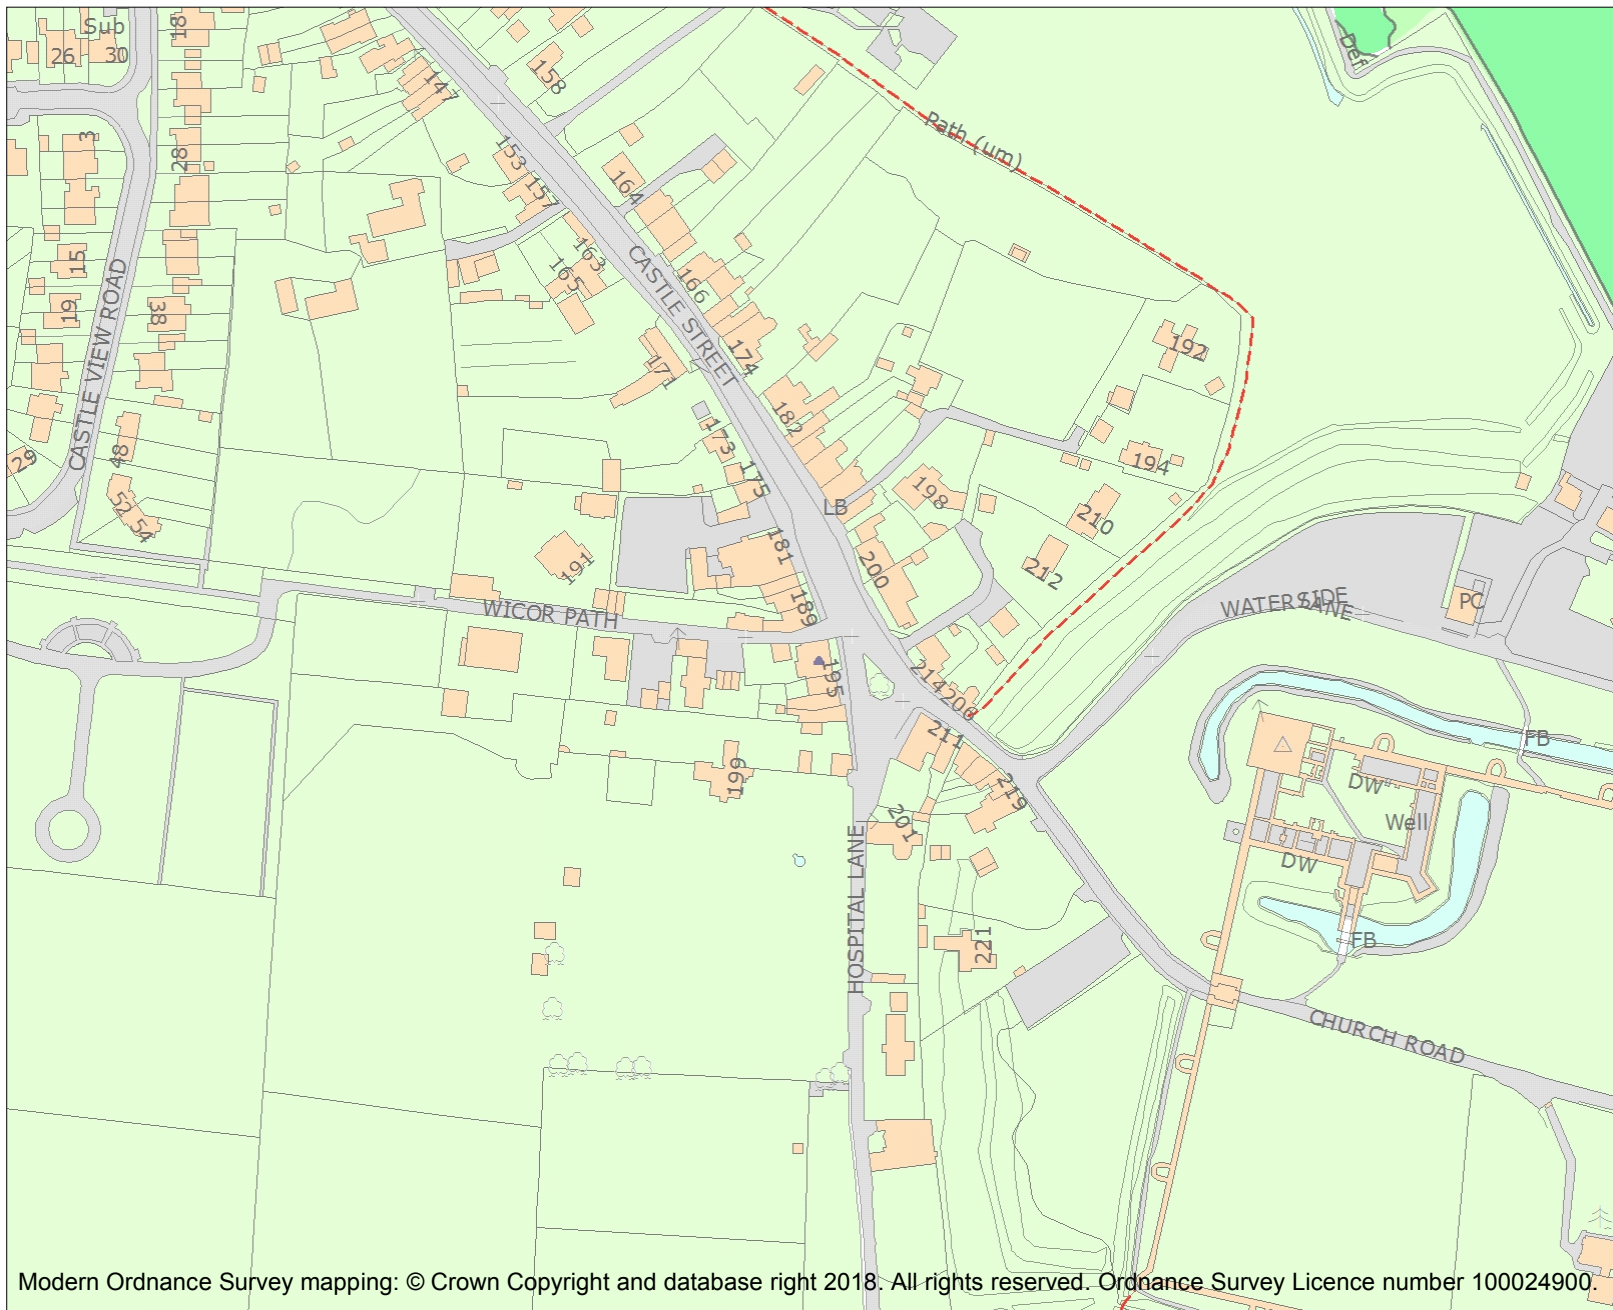 Sub
18
26
30
147
158
Def
3
28
153
157
Path (um)
164
15
163
165
CASTLE STREET
166
19
38
CASTLE VIEW ROAD
171
174
192
182
29
48
173
175
194
198
LB
52 54
210
181
191
200
212
WICOR PATH
189
WATERSIDE
LANE
PC
195
214
206
211
FB
199
219
DW
Well
201
HOSPITAL LANE
DW
221
FB
CHURCH ROAD
Modern Ordnance Survey mapping: © Crown Copyright and database right 2018. All rights reserved. Ordnance Survey Licence number 100024900.